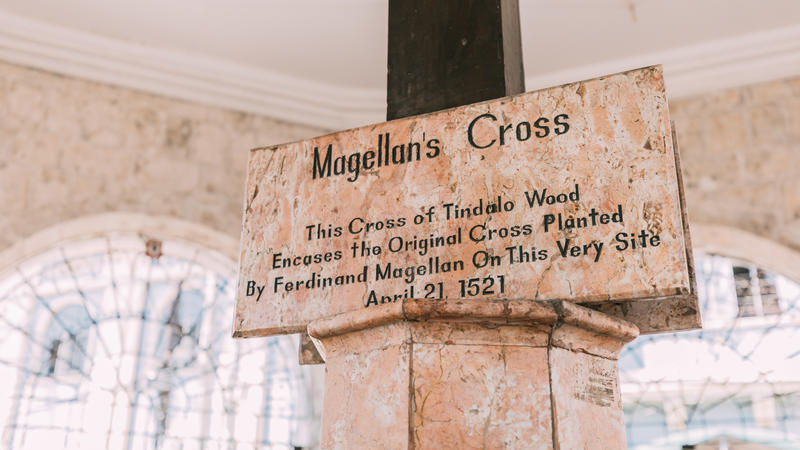 Magellan's Cross
This Cross of Tindalo Wood
Encases the Original Cross Planted
By Ferdinand Magellan On This Very Site
April 21, 1521